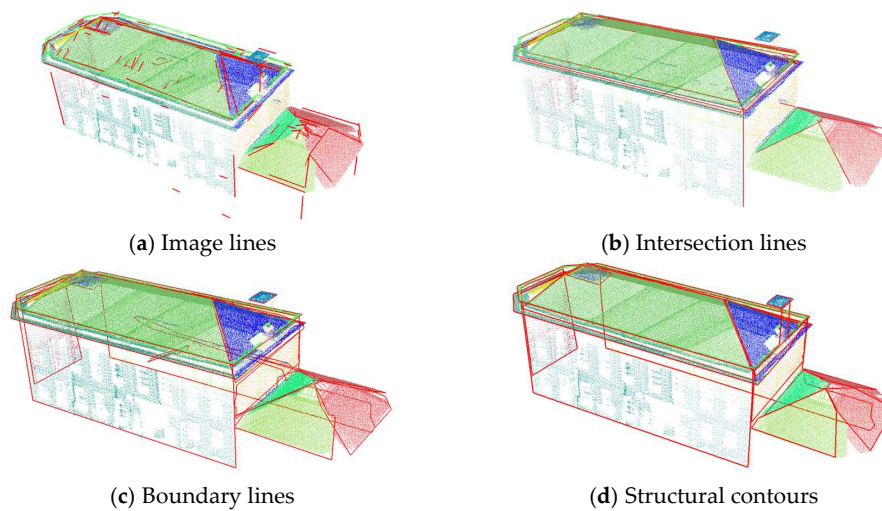 (a) Image lines
(b) Intersection lines
(c) Boundary lines
(d) Structural contours